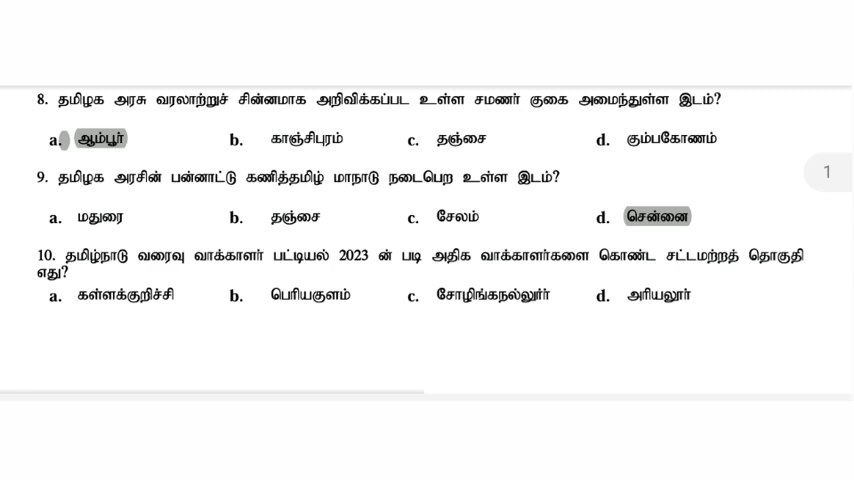 8. தமிழக அரசு வரலாற்றுச் சின்னமாக அறிவிக்கப்பட உள்ள சமணர் குகை அமைந்துள்ள இடம்?
a. ஆம்பூர் b. காஞ்சிபுரம் c. தஞ்சை d. கும்பகோணம்
9. தமிழக அரசின் பன்னாட்டு கணித்தமிழ் மாநாடு நடைபெற உள்ள இடம்?
1
a. மதுரை b. தஞ்சை c. சேலம் d. சென்னை
10. தமிழ்நாடு வரைவு வாக்காளர் பட்டியல் 2023 ன் படி அதிக வாக்காளர்களை கொண்ட சட்டமற்றத் தொகுதி
எது?
a. கள்ளக்குறிச்சி b. பெரியகுளம் c. சோழிங்கநல்லுர்ர் d. அரியலூர்